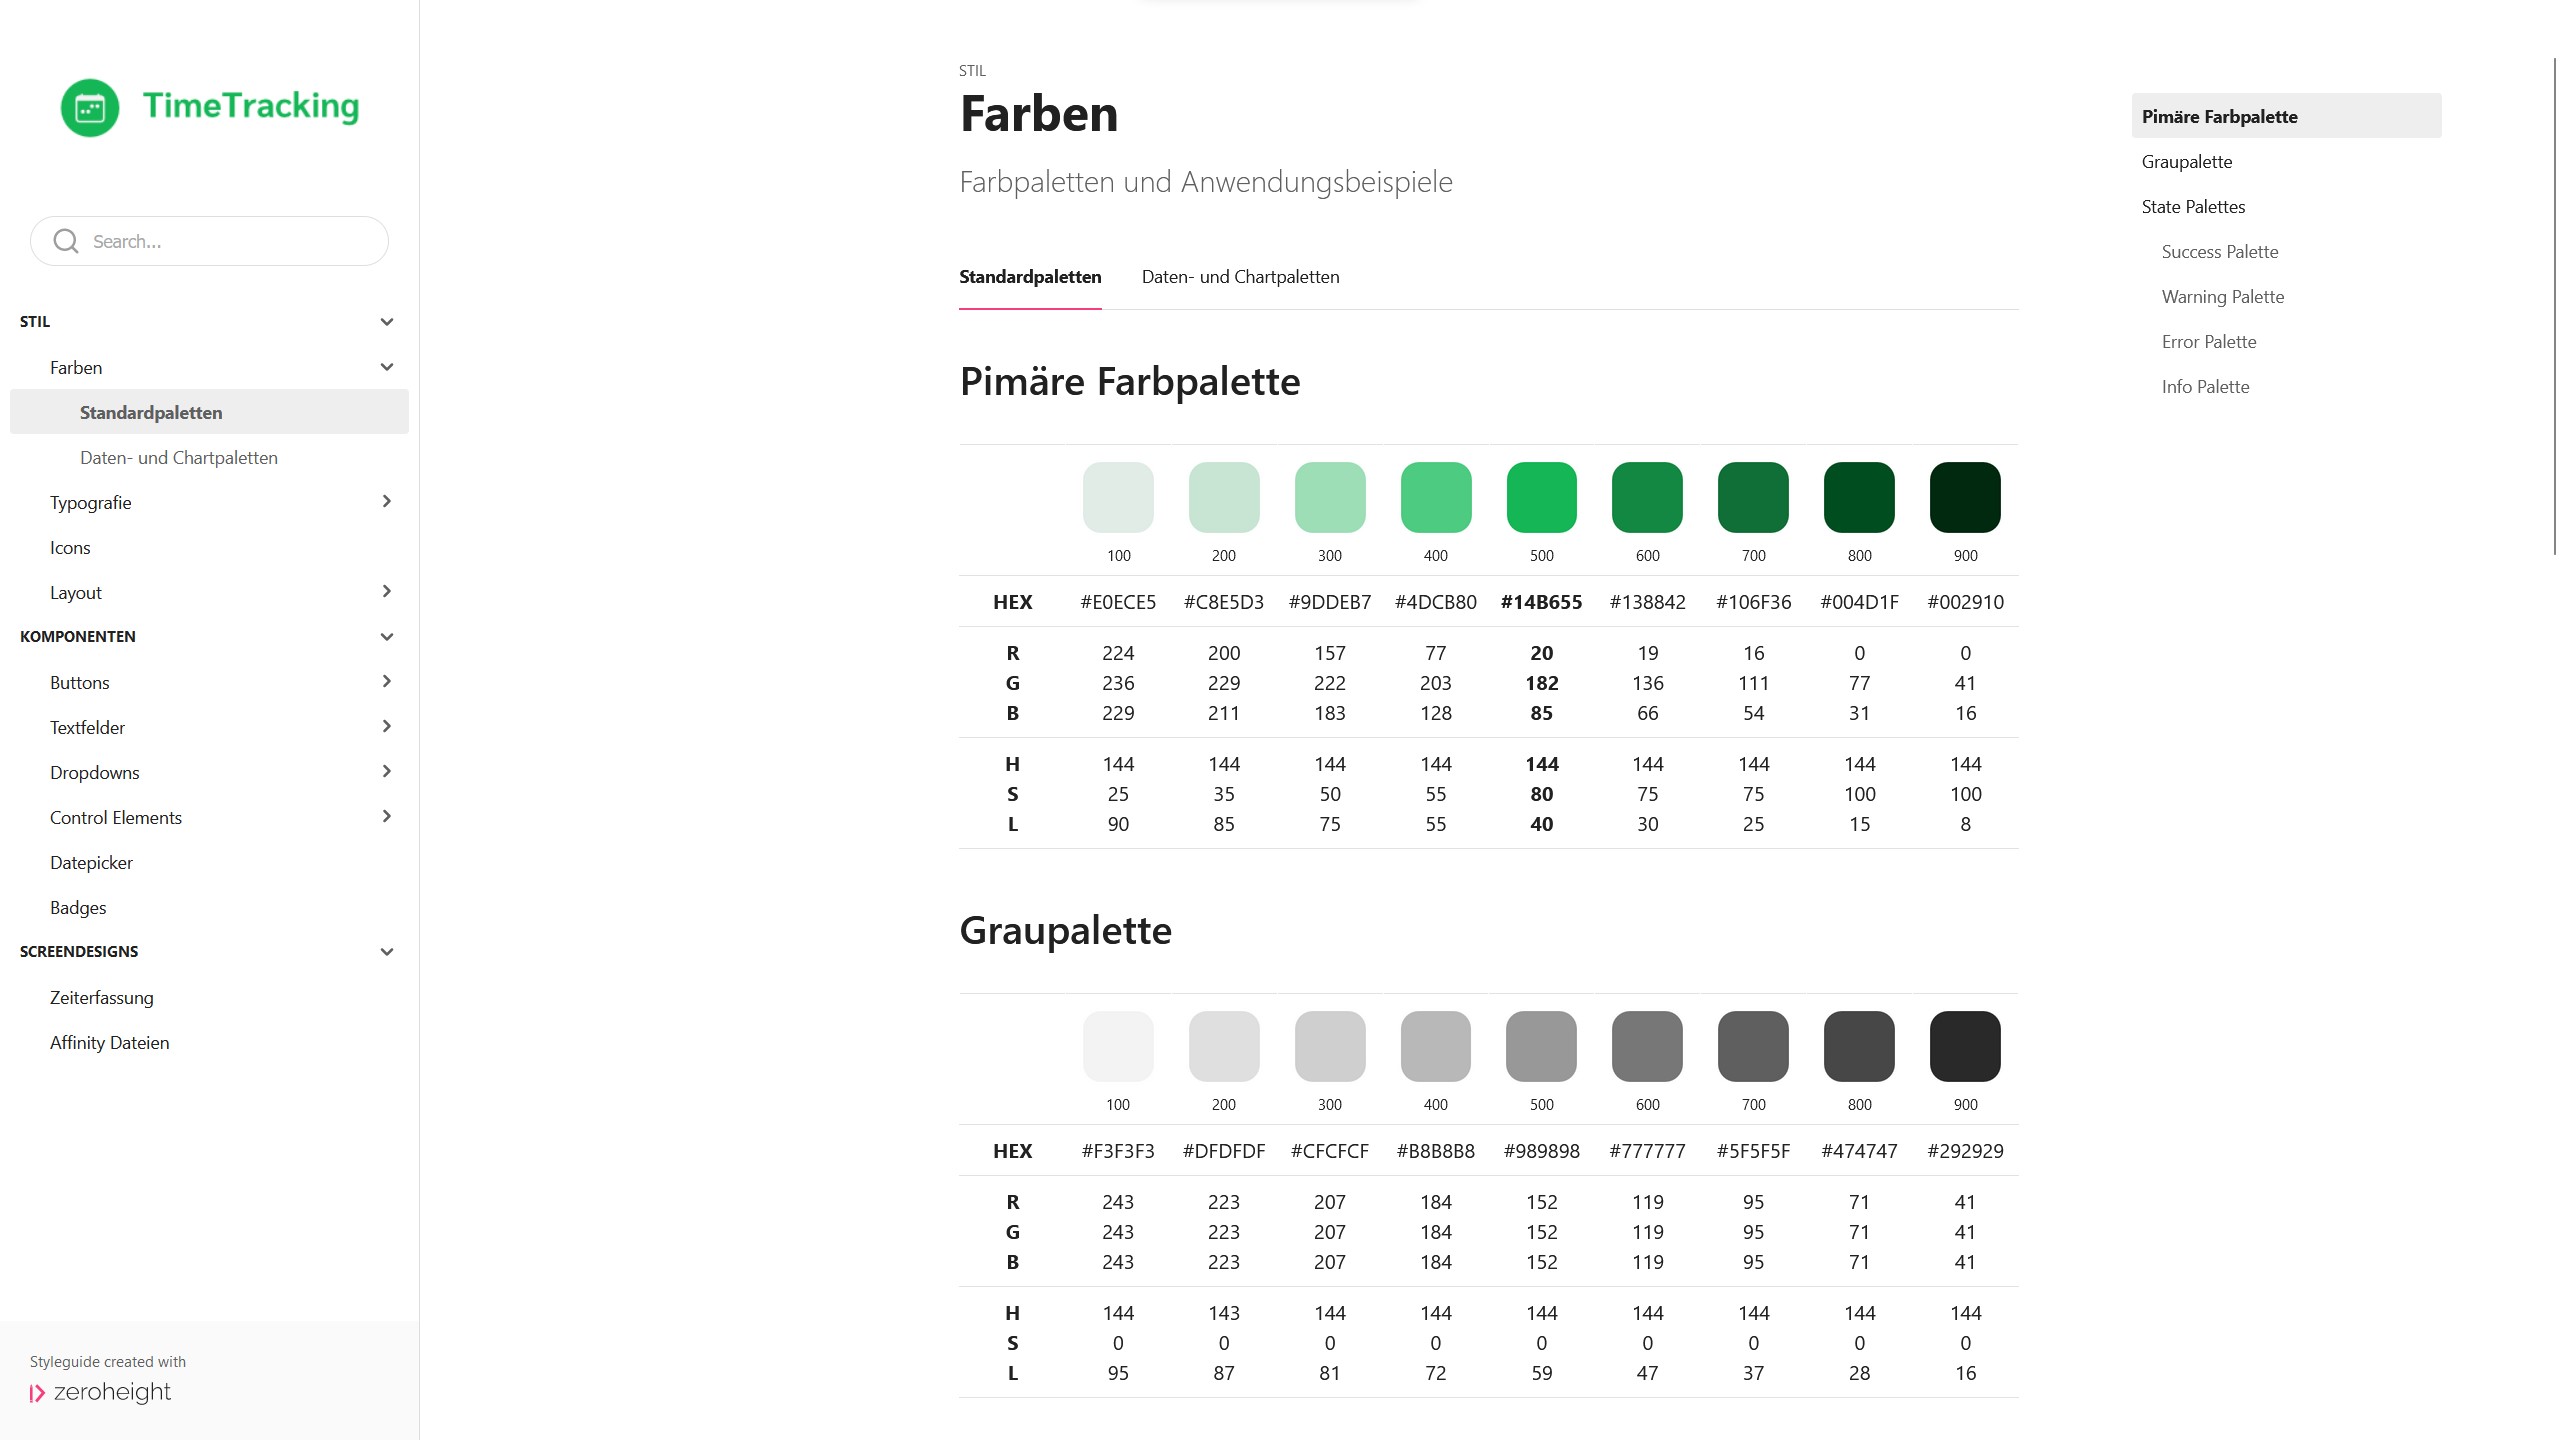 TimeTracking
Search...
STIL
Farben
Standardpaletten
Daten- und Chartpaletten
Typografie
Icons
Layout
KOMPONENTEN
Buttons
Textfelder
Dropdowns
Control Elements
Datepicker
Badges
SCREENDESIGNS
Zeiterfassung
Affinity Dateien
Styleguide created with
zeroheight
STIL
Farben
Farbpaletten und Anwendungsbeispiele
Standardpaletten Daten- und Chartpaletten
Pimäre Farbpalette
100 200 300 400 500 600 700 800 900
HEX #E0ECE5 #C8E5D3 #9DDEB7 #4DCB80 #14B655 #138842 #106F36 #004D1F #002910
R 224 200 157 77 20 19 16 0 0
G 236 229 222 203 182 136 111 77 41
B 229 211 183 128 85 66 54 31 16
H 144 144 144 144 144 144 144 144 144
S 25 35 50 55 80 75 75 100 100
L 90 85 75 55 40 30 25 15 8
Graupalette
100 200 300 400 500 600 700 800 900
HEX #F3F3F3 #DFDFDF #CFCFCF #B8B8B8 #989898 #777777 #5F5F5F #474747 #292929
R 243 223 207 184 152 119 95 71 41
G 243 223 207 184 152 119 95 71 41
B 243 223 207 184 152 119 95 71 41
H 144 143 144 144 144 144 144 144 144
S 0 0 0 0 0 0 0 0 0
L 95 87 81 72 59 47 37 28 16
Pimäre Farbpalette
Graupalette
State Palettes
Success Palette
Warning Palette
Error Palette
Info Palette